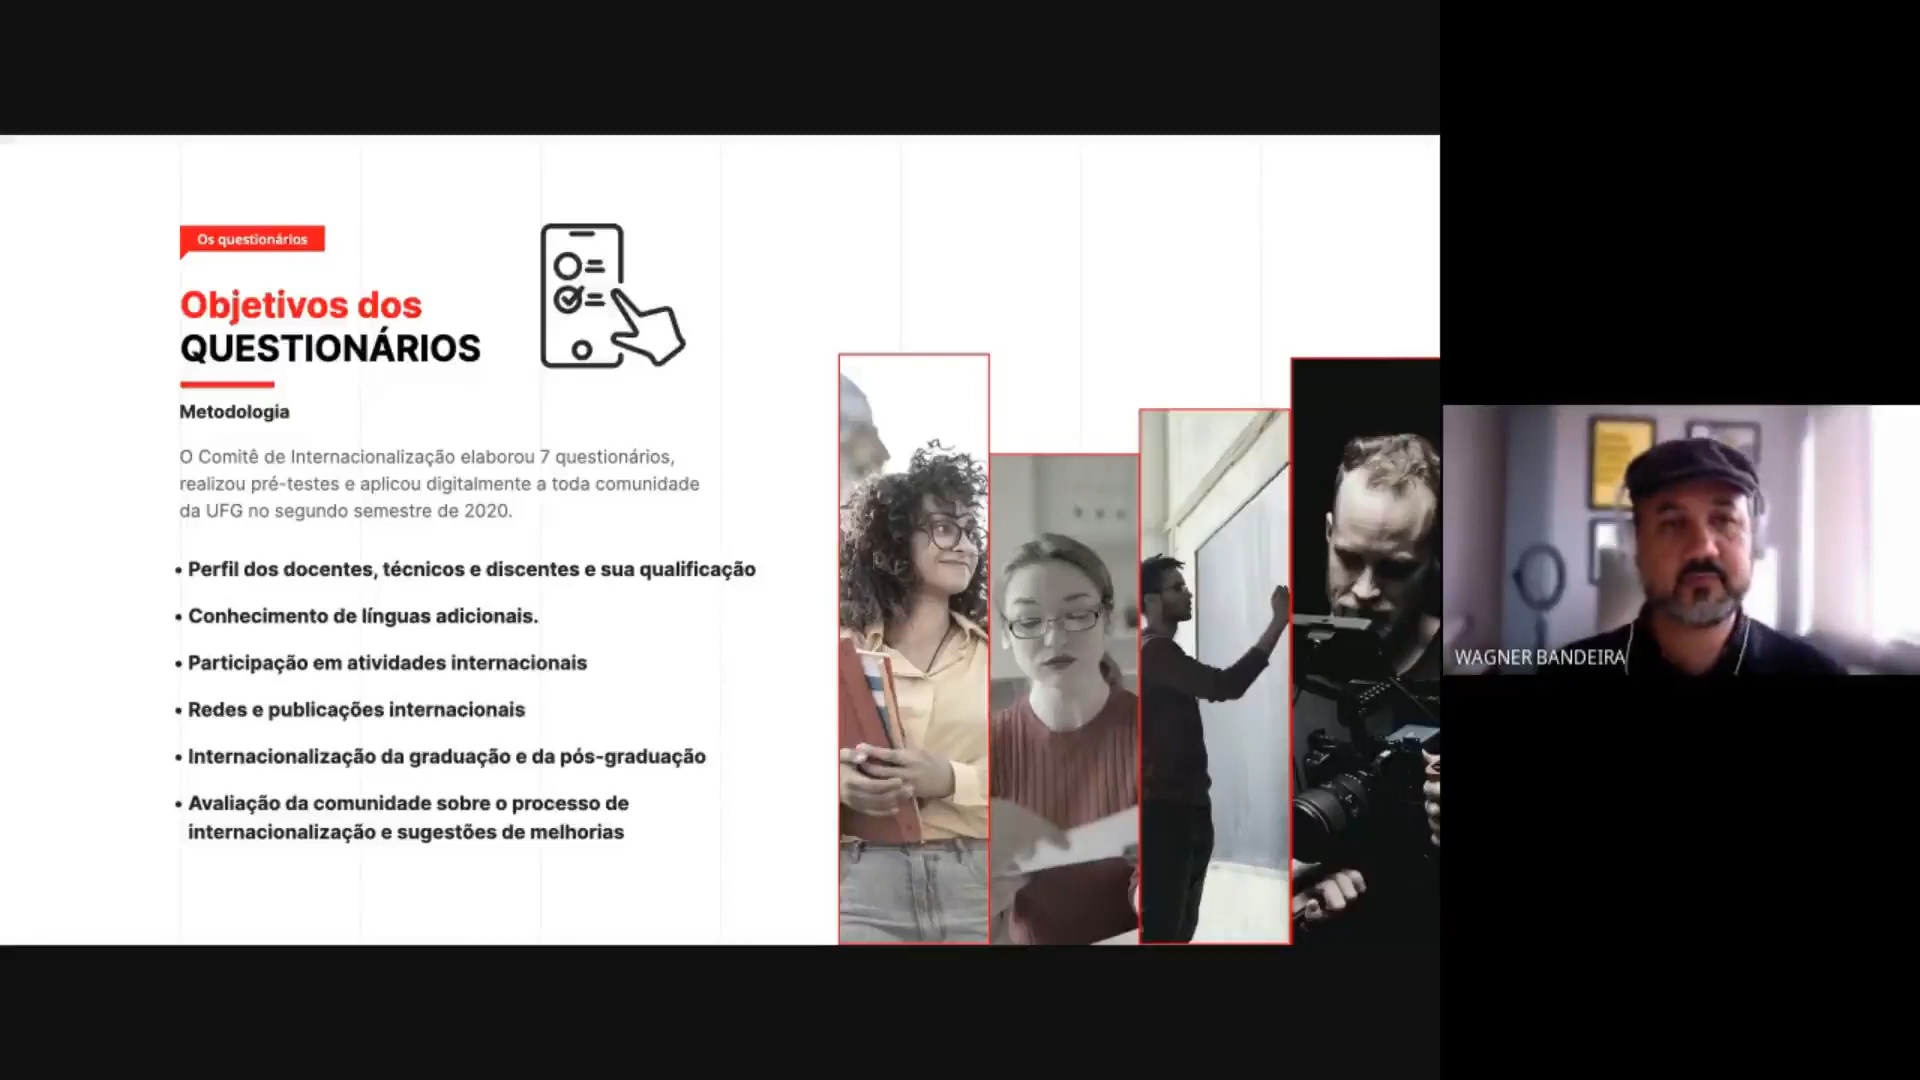 Os questionários
Objetivos dos
QUESTIONÁRIOS
Metodologia
O Comitê de Internacionalização elaborou 7 questionários,
realizou pré-testes e aplicou digitalmente a toda comunidade
da UFG no segundo semestre de 2020.
• Perfil dos docentes, técnicos e discentes e sua qualificação
• Conhecimento de línguas adicionais.
• Participação em atividades internacionais
• Redes e publicações internacionais
• Internacionalização da graduação e da pós-graduação
• Avaliação da comunidade sobre o processo de
internacionalização e sugestões de melhorias
WAGNER BANDEIRA